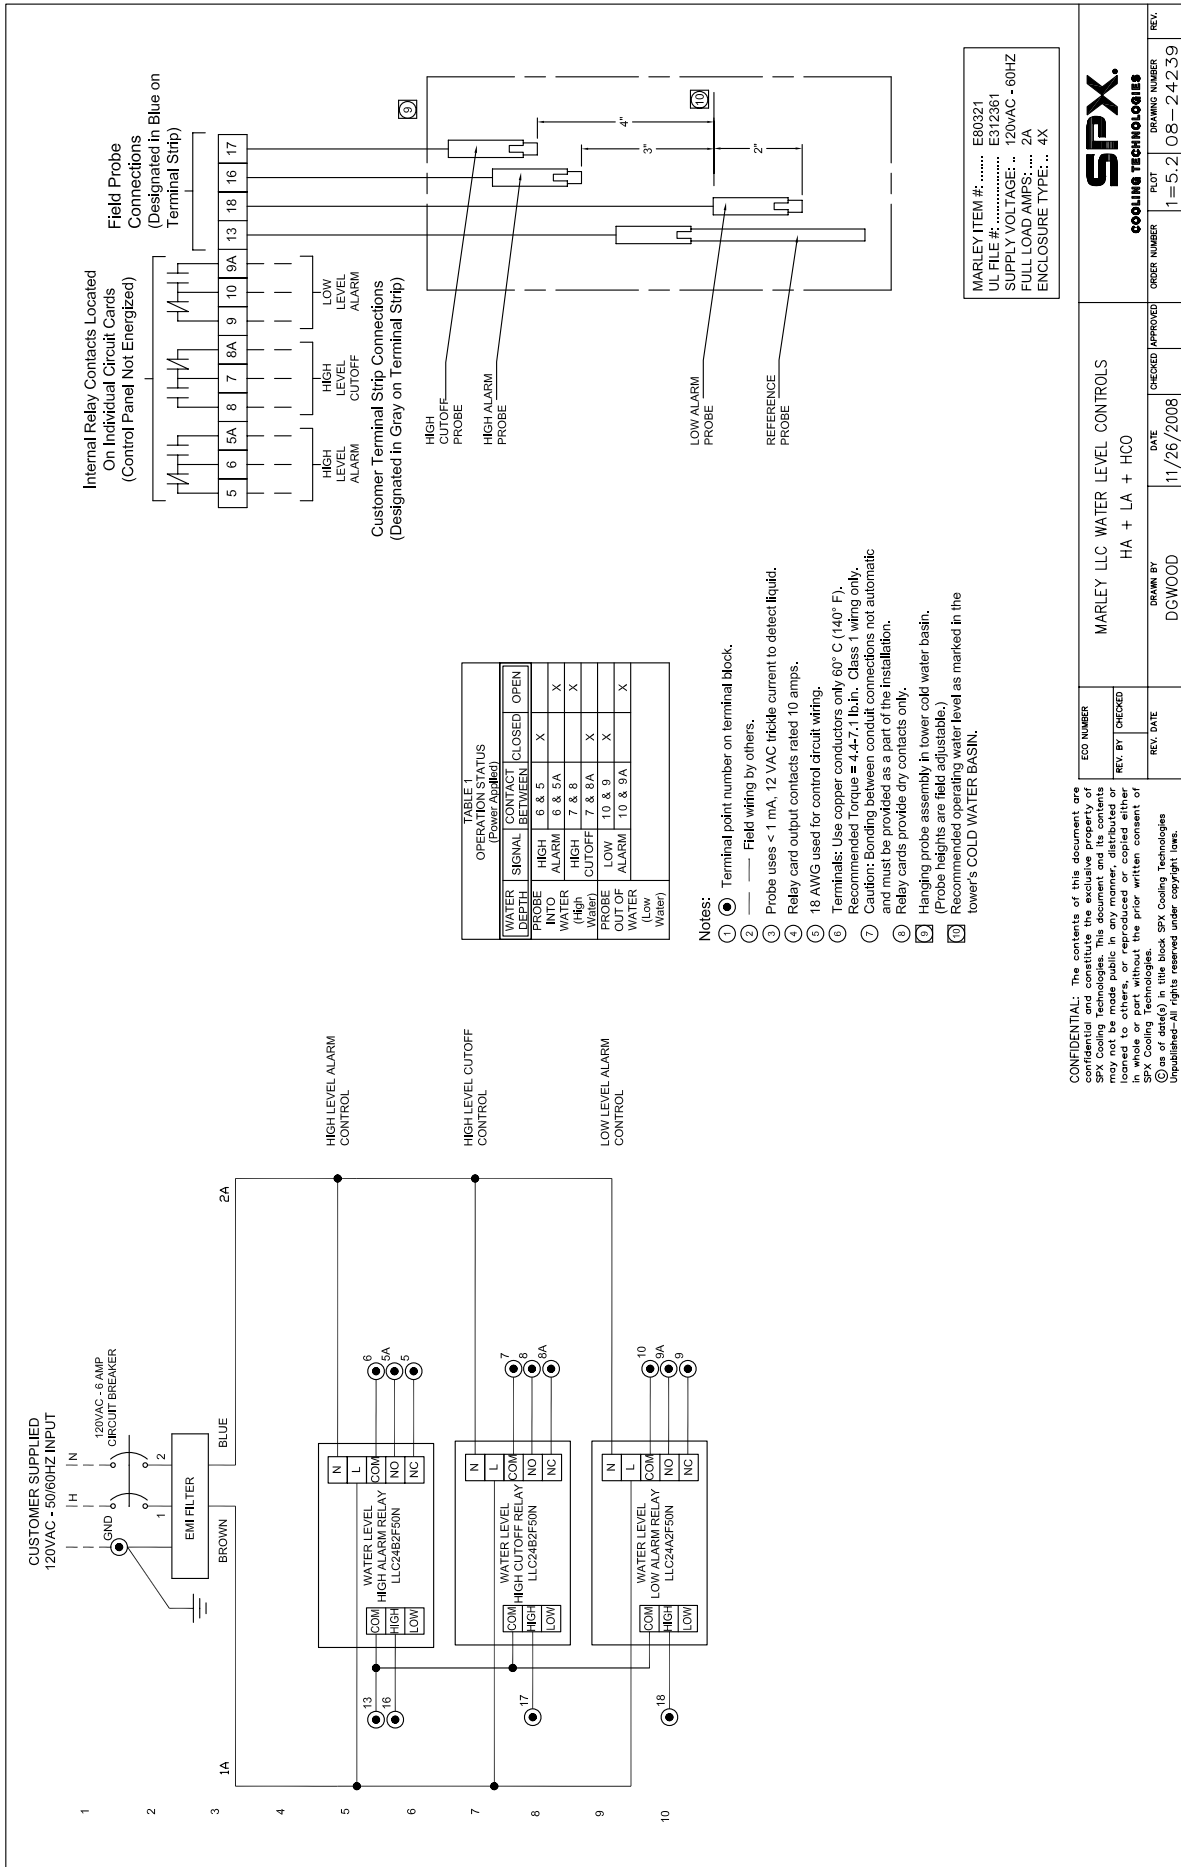 CUSTOMER SUPPLIED
120VAC - 50/60HZ INPUT
H
N
GND
120VAC - 6 AMP
CIRCUIT BREAKER
1
2
EMI FILTER
BROWN
BLUE
1A
2A
1
2
3
4
5
6
7
8
9
10
HIGH LEVEL ALARM
CONTROL
WATER LEVEL
HIGH ALARM RELAY
LLC24B2F50N
COM
HIGH
LOW
N
L
COM
NO
NC
13
16
6
5A
5
HIGH LEVEL CUTOFF
CONTROL
WATER LEVEL
HIGH CUTOFF RELAY
LLC24B2F50N
COM
HIGH
LOW
N
L
COM
NO
NC
17
7
8
8A
LOW LEVEL ALARM
CONTROL
WATER LEVEL
LOW ALARM RELAY
LLC24A2F50N
COM
HIGH
LOW
N
L
COM
NO
NC
18
10
9A
9
Internal Relay Contacts Located
On Individual Circuit Cards
(Control Panel Not Energized)
Field Probe
Connections
(Designated in Blue on
Terminal Strip)
5 6 5A 8 7 8A 9 10 9A 13 18 16 17
HIGH
LEVEL
ALARM
HIGH
LEVEL
CUTOFF
LOW
LEVEL
ALARM
Customer Terminal Strip Connections
(Designated in Gray on Terminal Strip)
HIGH
CUTOFF
PROBE
HIGH ALARM
PROBE
LOW ALARM
PROBE
REFERENCE
PROBE
9
10
4"
3"
2"
TABLE 1
OPERATION STATUS
(Power Applied)
WATER DEPTH SIGNAL CONTACT BETWEEN CLOSED OPEN
PROBE INTO WATER (High Water) HIGH ALARM 6 & 5 X
6 & 5A X
HIGH CUTOFF 7 & 8 X
7 & 8A X
PROBE OUT OF WATER (Low Water) LOW ALARM 10 & 9 X
10 & 9A X
Notes:
1 Terminal point number on terminal block.
2 Field wiring by others.
3 Probe uses < 1 mA, 12 VAC trickle current to detect liquid.
4 Relay card output contacts rated 10 amps.
5 18 AWG used for control circuit wiring.
6 Terminals: Use copper conductors only 60° C (140° F).
Recommended Torque = 4.4-7.1 lb.in. Class 1 wirng only.
7 Caution: Bonding between conduit connections not automatic
and must be provided as a part of the installation.
8 Relay cards provide dry contacts only.
9 Hanging probe assembly in tower cold water basin.
(Probe heights are field adjustable.)
10 Recommended operating water level as marked in the
tower's COLD WATER BASIN.
MARLEY ITEM #: ....... E80321
UL FILE #: ................ E312361
SUPPLY VOLTAGE: .. 120vAC - 60HZ
FULL LOAD AMPS: .... 2A
ENCLOSURE TYPE: .. 4X
CONFIDENTIAL: The contents of this document are
confidential and constitute the exclusive property of
SPX Cooling Technologies. This document and its contents
may not be made public in any manner, distributed or
loaned to others, or reproduced or copied either
in whole or part without the prior written consent of
SPX Cooling Technologies.
© as of date(s) in title block SPX Cooling Technologies
Unpublished-All rights reserved under copyright laws.
ECO NUMBER
REV. BY
CHECKED
REV. DATE
MARLEY LLC WATER LEVEL CONTROLS
HA + LA + HCO
DRAWN BY
DGWOOD
DATE
11/26/2008
CHECKED
APPROVED
SPX.
COOLING TECHNOLOGIES
ORDER NUMBER
PLOT
1=5.2
DRAWING NUMBER
08-24239
REV.